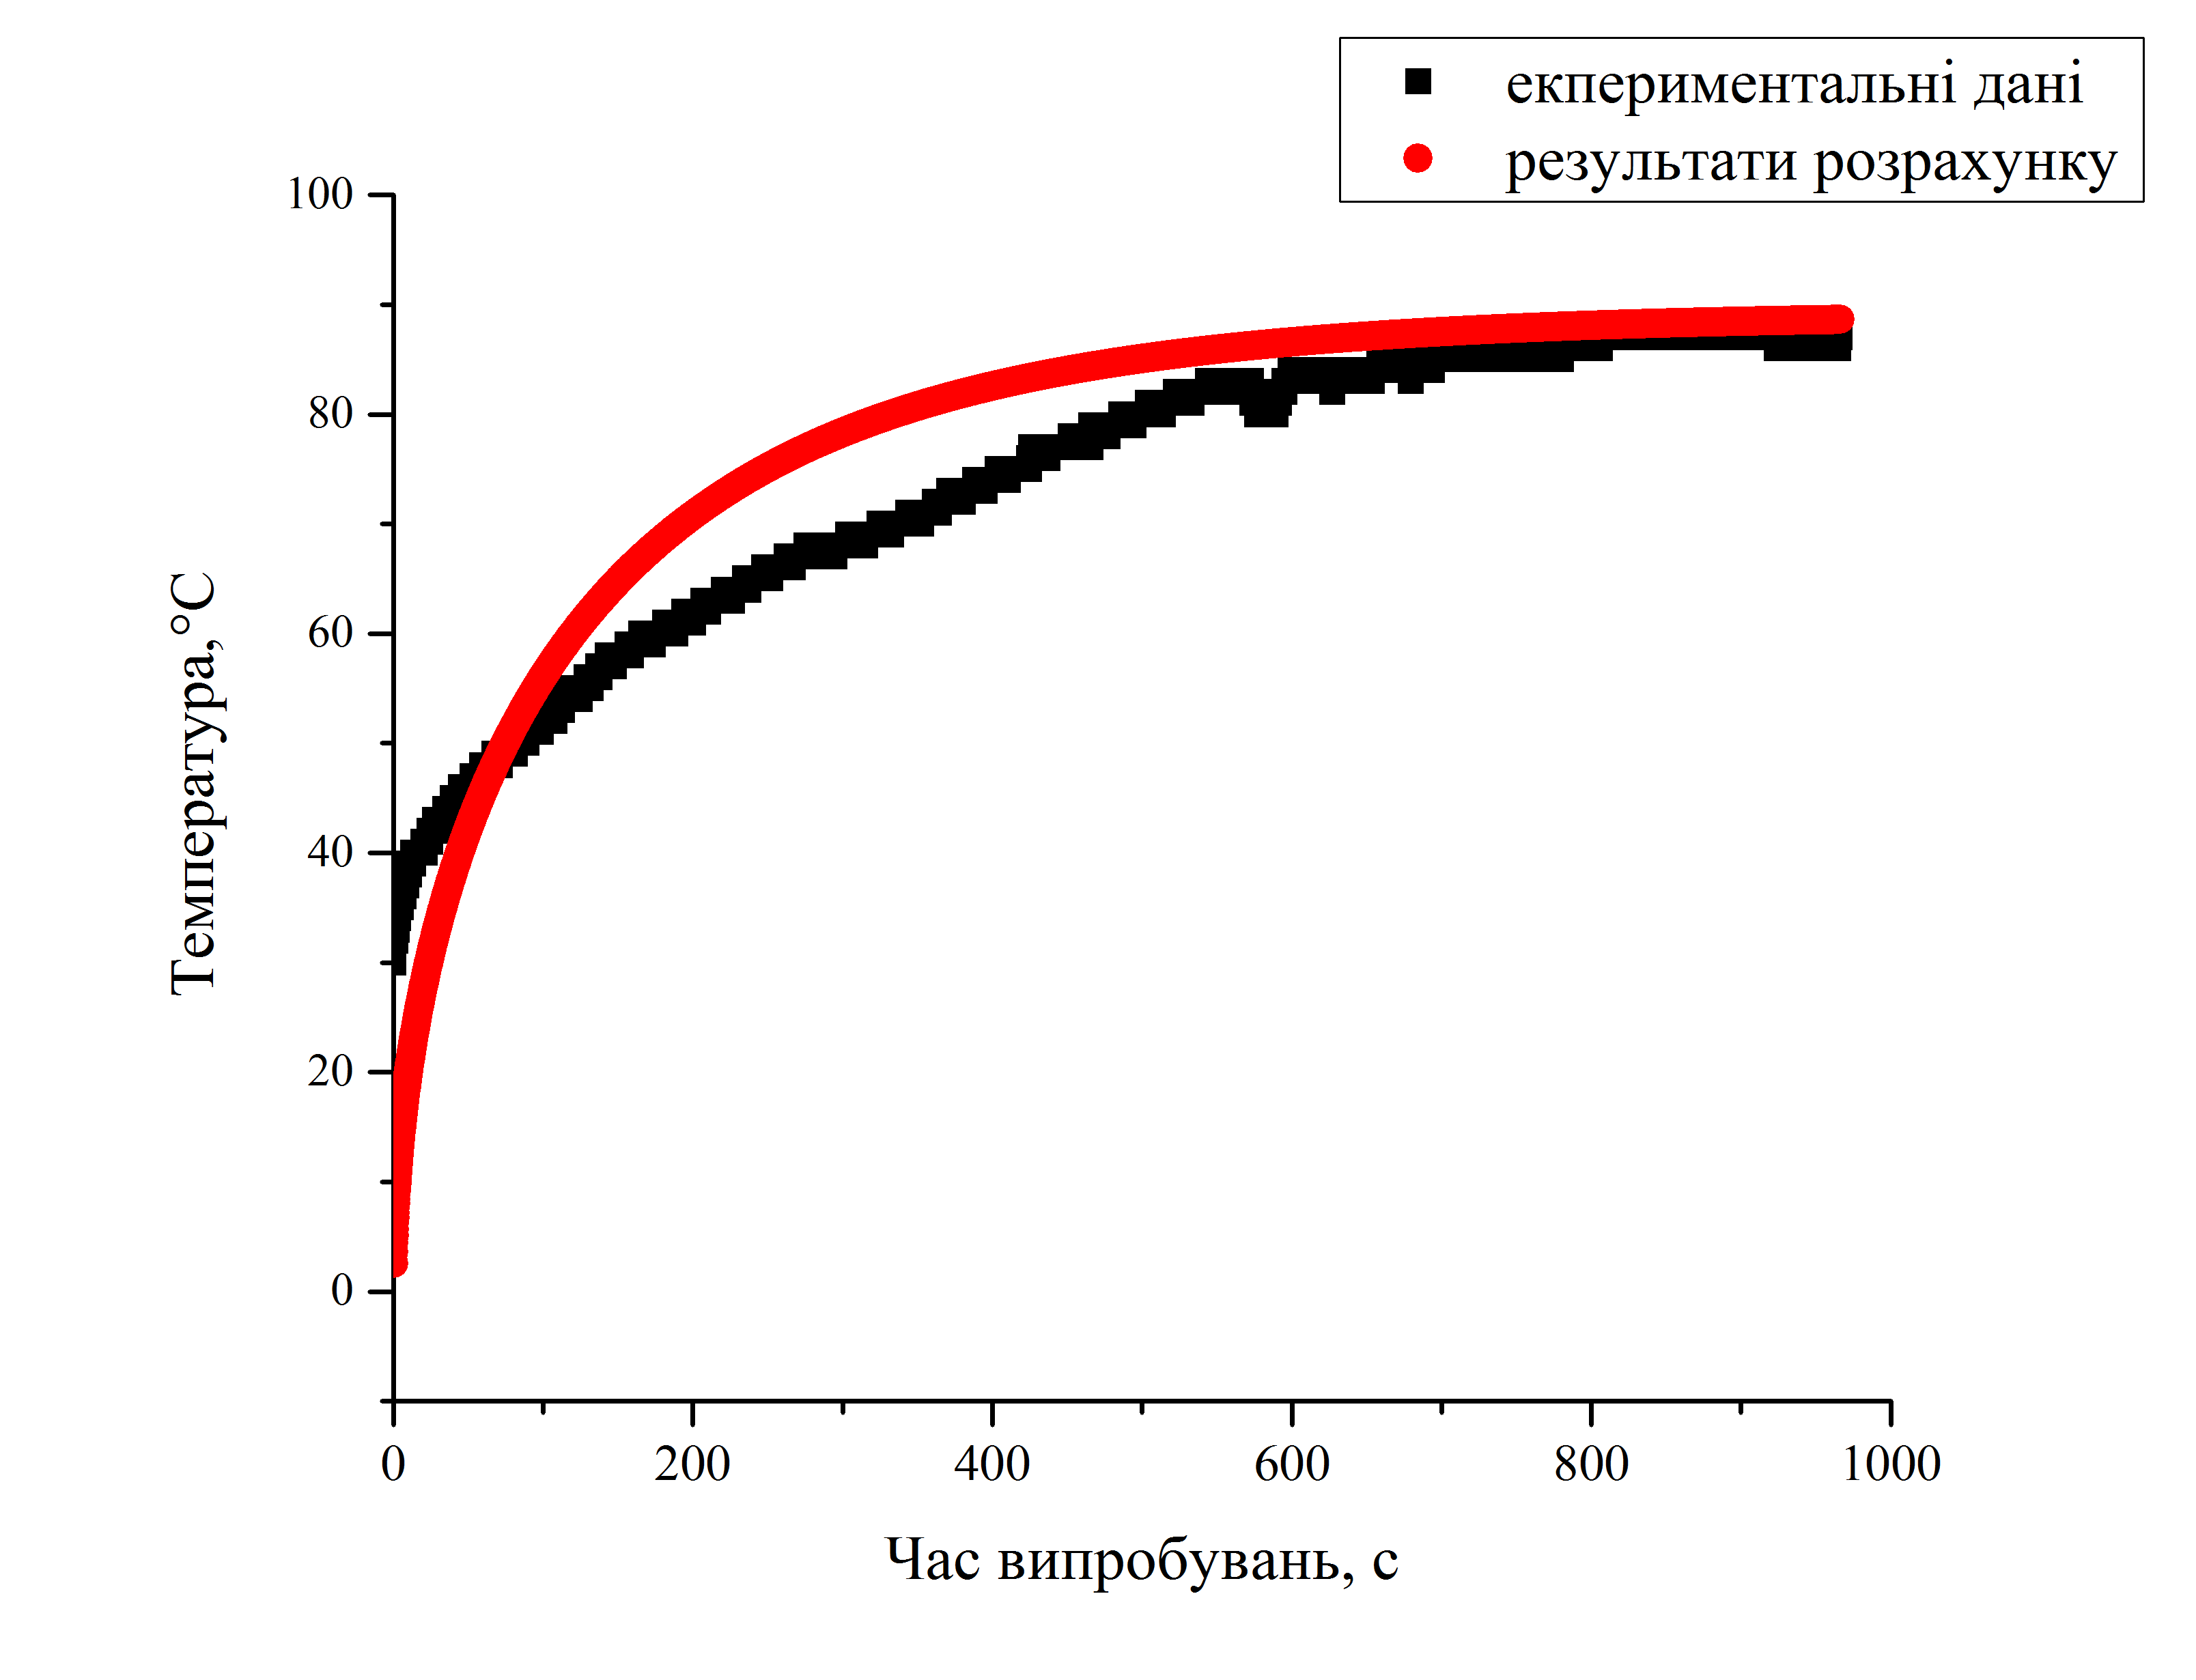 екпериментальні дані
результати розрахунку
100
80
60
40
20
0
Температура,°C
0 200 400 600 800 1000
Час випробувань, с